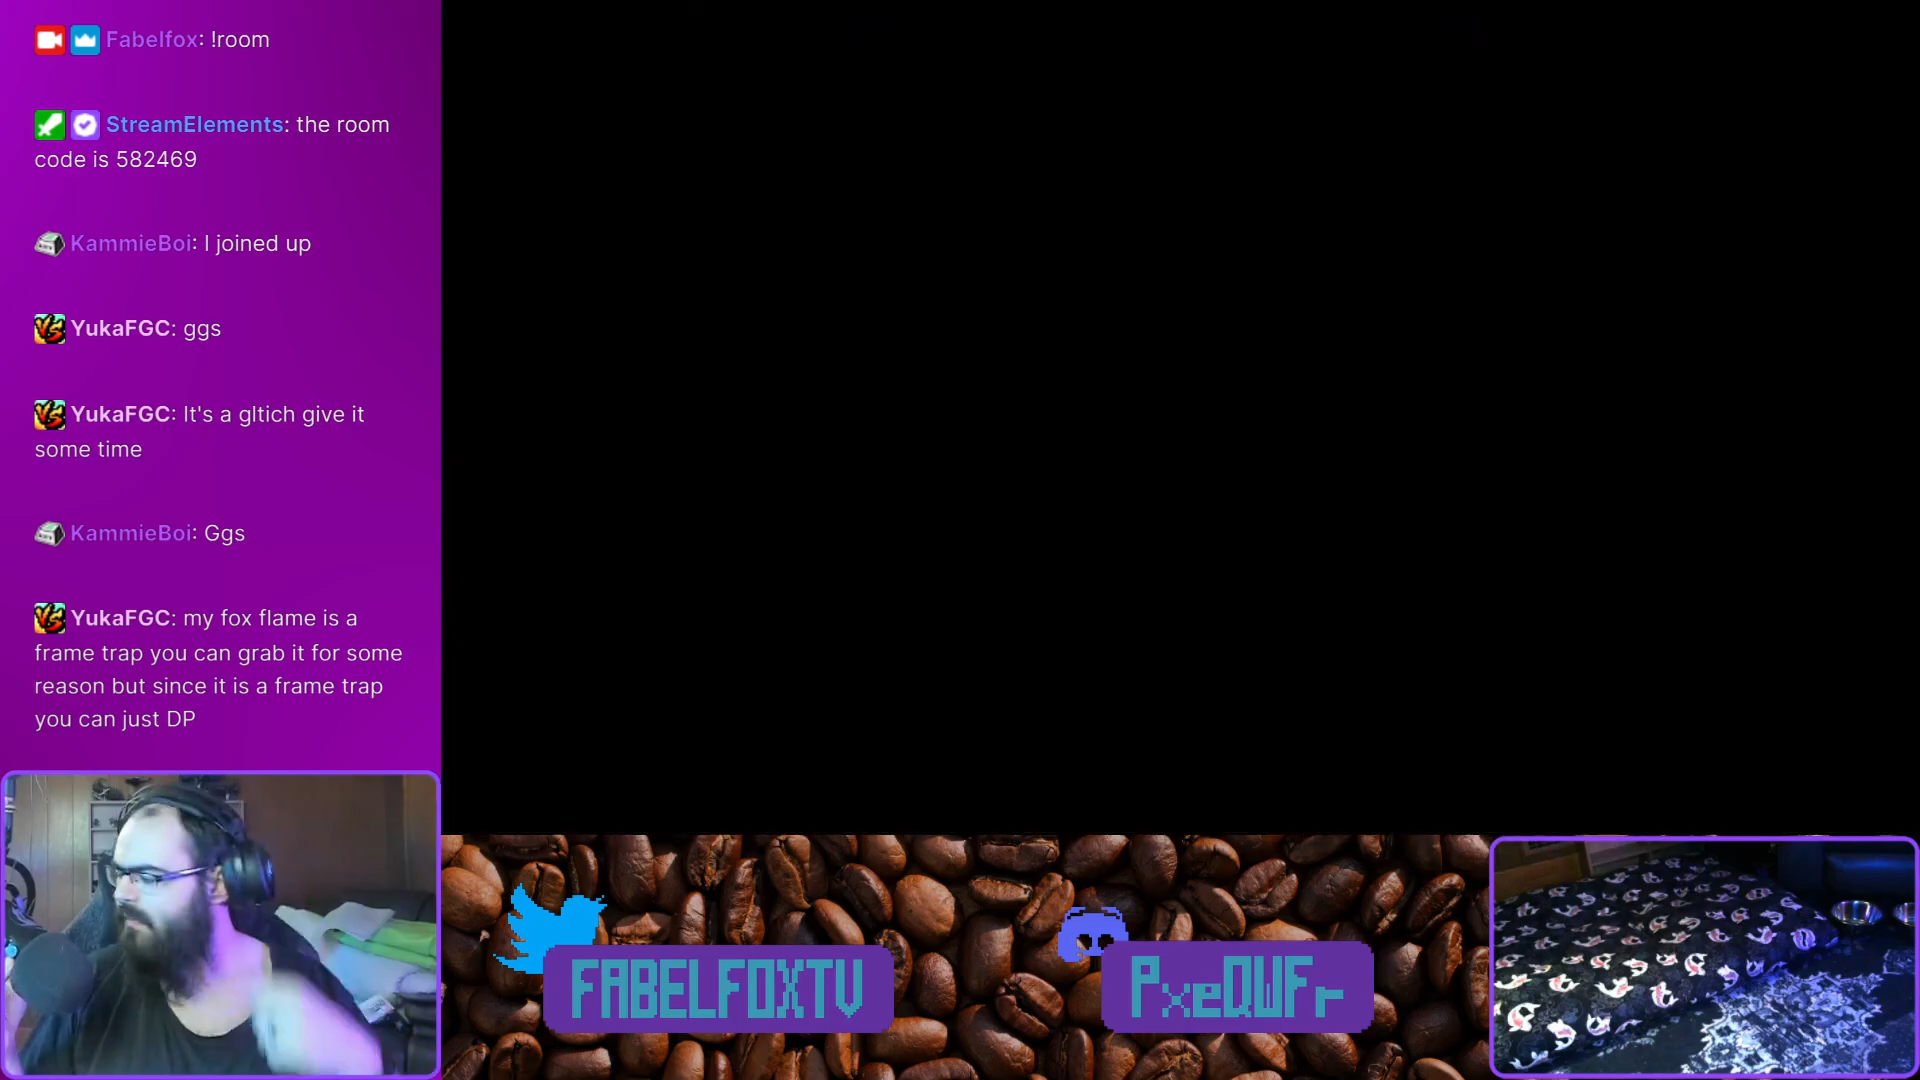 Fabelfox: !room
StreamElements: the room
code is 582469
KammieBoi: I joined up
YukaFGC: ggs
YukaFGC: It's a gltich give it
some time
KammieBoi: Ggs
YukaFGC: my fox flame is a
frame trap you can grab it for some
reason but since it is a frame trap
you can just DP
FABELFOXTV
PxeQWFr